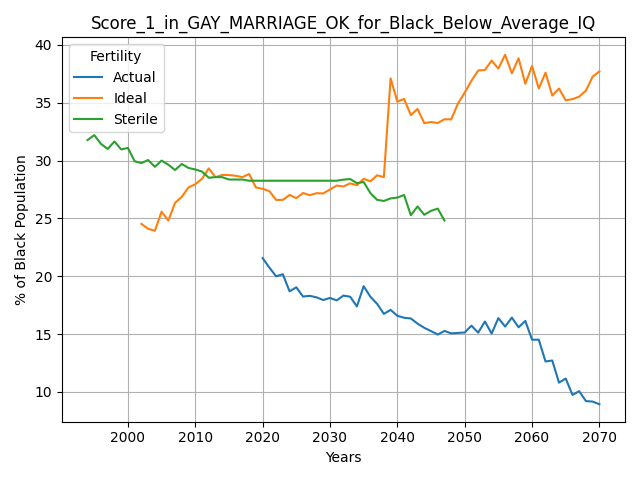 Score_1_in_GAY_MARRIAGE_OK_for_Black_Below_Average_IQ
Fertility
Actual
Ideal
Sterile
% of Black Population
40
35
30
25
20
15
10
2000 2010 2020 2030 2040 2050 2060 2070
Years